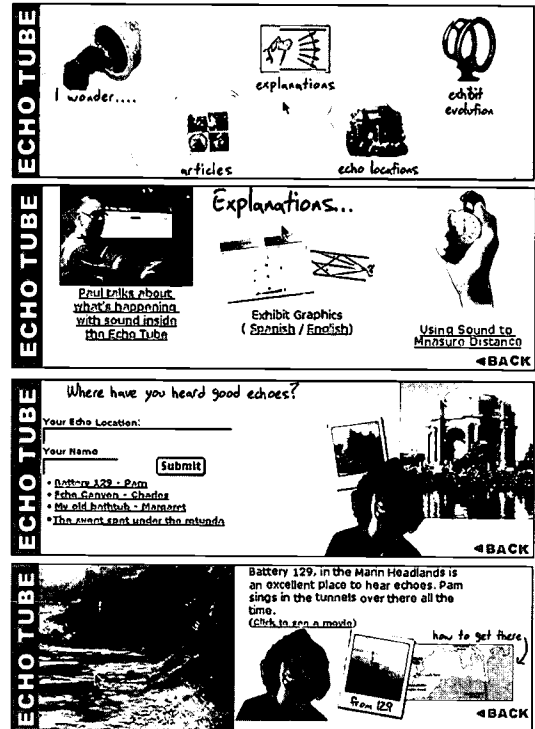 ECHO TUBE
I wonder....
explanations
exhibit
evolution
articles
echo locations
ECHO TUBE
Explanations...
Paul talks about
what's happening
with sound inside
the Echo Tube
Exhibit Graphics
( Spanish / English)
Using Sound to
Measure Distance
◄BACK
ECHO TUBE
Where have you heard good echoes?
Your Echo Location:
Your Name
Submit
• Battery 129 - Pam
• Echo Canyon - Charles
• My old bathtub - Margaret
• The sweet spot under the rotunda
◄BACK
ECHO TUBE
Battery 129, in the Marin Headlands is
an excellent place to hear echoes. Pam
sings in the tunnels over there all the
time.
(Click to see a movie)
how to get there
from 129
◄BACK